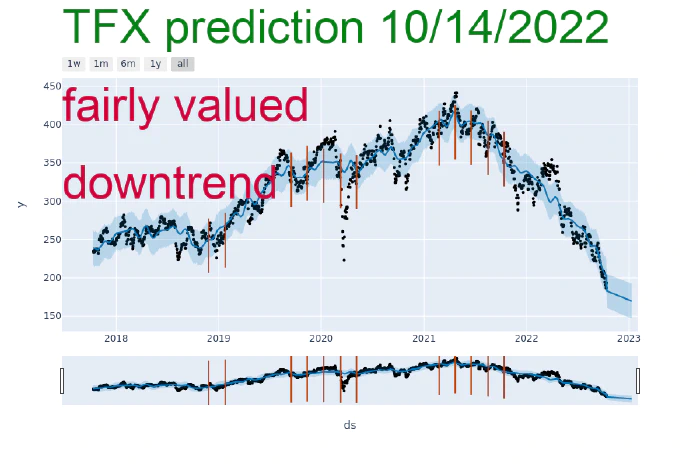 TFX prediction 10/14/2022
1w 1m 6m 1y all
450
fairly valued
400
350
downtrend
300
y
250
200
150
2018 2019 2020 2021 2022 2023
ds